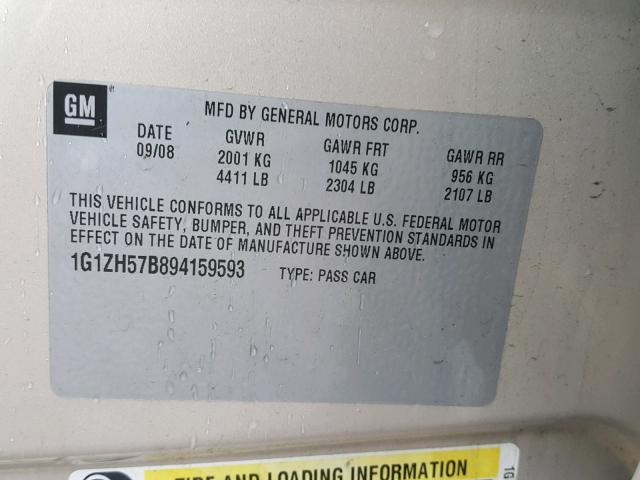 GM
MFD BY GENERAL MOTORS CORP.
DATE GVWR GAWR FRT GAWR RR
09/08 2001 KG 1045 KG 956 KG
4411 LB 2304 LB 2107 LB
THIS VEHICLE CONFORMS TO ALL APPLICABLE U.S. FEDERAL MOTOR
VEHICLE SAFETY, BUMPER, AND THEFT PREVENTION STANDARDS IN
EFFECT ON THE DATE OF MANUFACTURE SHOWN ABOVE.
1G1ZH57B894159593 TYPE: PASS CAR
TIRE AND LOADING INFORMATION
1G